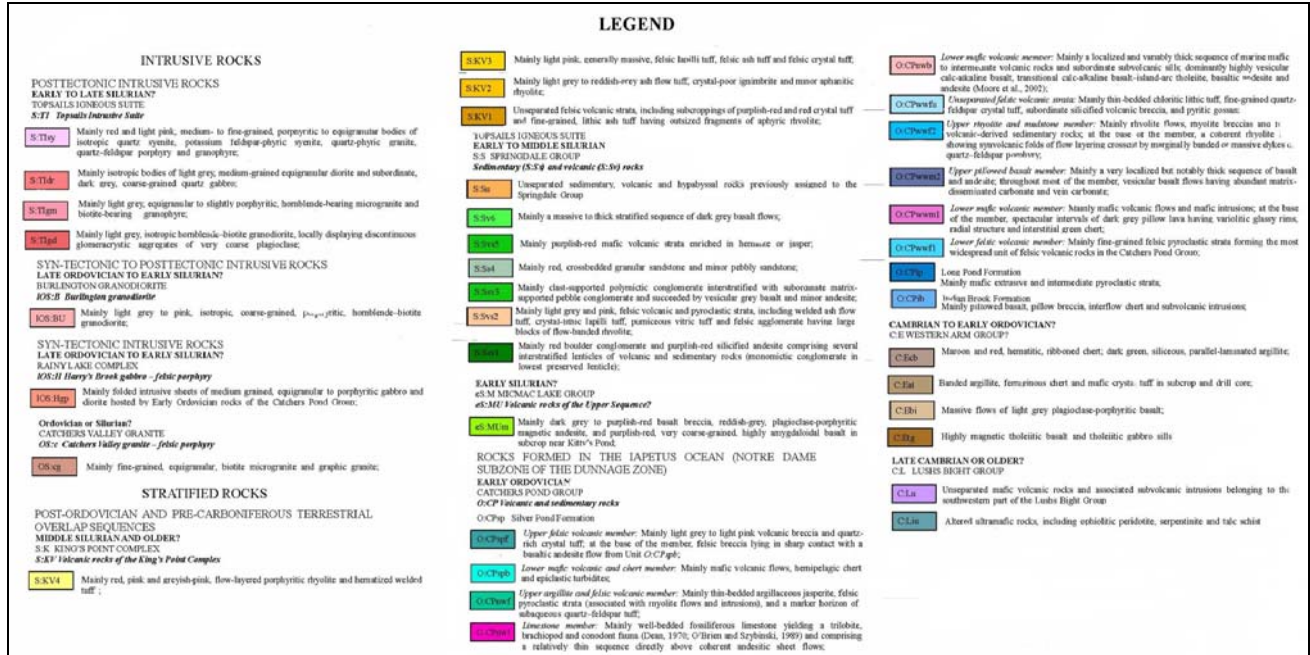 LEGEND
INTRUSIVE ROCKS
POSTTECTONIC INTRUSIVE ROCKS
EARLY TO LATE SILURIAN?
TOPSAILS IGNEOUS SUITE
S:TI Topsails Intrusive Suite
S:TIsy Mainly red and light pink, medium- to fine-grained, porpyritic to equigranular bodies of
isotropic quartz syenite, potassium feldspar-phyric syenite, quartz-phyric granite,
quartz-feldspar porphyry and granophyre;
S:TIdr Mainly isotropic bodies of light grey, medium-grained equigranular diorite and subordinate,
dark grey, coarse-grained quartz gabbro;
S:TIgm Mainly light grey, equigranular to slightly porphyritic, hornblende-bearing microgranite and
biotite-bearing granophyre;
S:TIgd Mainly light grey, isotropic hornblende–biotite granodiorite, locally displaying discontinuous
glomerocrystic aggregates of very coarse plagioclase;
SYN-TECTONIC TO POSTTECTONIC INTRUSIVE ROCKS
LATE ORDOVICIAN TO EARLY SILURIAN?
BURLINGTON GRANODIORITE
IOS:B Burlington granodiorite
IOS:BU Mainly light grey to pink, isotropic, coarse-grained, hornblende–biotite
granodiorite;
SYN-TECTONIC INTRUSIVE ROCKS
LATE ORDOVICIAN TO EARLY SILURIAN?
RAINY LAKE COMPLEX
IOS:H Harry's Brook gabbro – felsic porphyry
IOS:Hgp Mainly folded intrusive sheets of medium grained, equigranular to porphyritic gabbro and
diorite hosted by Early Ordovician rocks of the Catchers Pond Group;
Ordovician or Silurian?
CATCHERS VALLEY GRANITE
OS:c Catchers Valley granite – felsic porphyry
OS:cg Mainly fine-grained, equigranular, biotite microgranite and graphic granite;
STRATIFIED ROCKS
POST-ORDOVICIAN AND PRE-CARBONIFEROUS TERRESTRIAL
OVERLAP SEQUENCES
MIDDLE SILURIAN AND OLDER?
S:K KING'S POINT COMPLEX
S:KV Volcanic rocks of the King's Point Complex
S:KV4 Mainly red, pink and greyish-pink, flow-layered porphyritic rhyolite and hematized welded
tuff ;
S:KV3 Mainly light pink, generally massive, felsic lapilli tuff, felsic ash tuff and felsic crystal tuff;
S:KV2 Mainly light grey to reddish-grey ash flow tuff, crystal-poor ignimbrite and minor aphanitic
rhyolite;
S:KV1 Unseparated felsic volcanic strata, including subcroppings of purplish-red and red crystal tuff
and fine-grained, lithic ash tuff having outsized fragments of aphyric rhyolite;
TOPSAILS IGNEOUS SUITE
EARLY TO MIDDLE SILURIAN
S:S SPRINGDALE GROUP
Sedimentary (S:Ss) and volcanic (S:Sv) rocks
S:Su Unseparated sedimentary, volcanic and hypabyssal rocks previously assigned to the
Springdale Group
S:Sv6 Mainly a massive to thick stratified sequence of dark grey basalt flows;
S:Svs5 Mainly purplish-red mafic volcanic strata enriched in hematite or jasper;
S:Ss4 Mainly red, crossbedded granular sandstone and minor pebbly sandstone;
S:Ssv3 Mainly clast-supported polymictic conglomerate interstratified with subordinate matrix-
supported pebble conglomerate and succeeded by vesicular grey basalt and minor andesite;
S:Svs2 Mainly light grey and pink, felsic volcanic and pyroclastic strata, including welded ash flow
tuff, crystal-lithic lapilli tuff, pumiceous vitric tuff and felsic agglomerate having large
blocks of flow-banded rhyolite;
Mainly red boulder conglomerate and purplish-red silicified andesite comprising several
interstratified lenticles of volcanic and sedimentary rocks (monomictic conglomerate in
lowest preserved lenticle);
EARLY SILURIAN?
eS:M MICMAC LAKE GROUP
eS:MU Volcanic rocks of the Upper Sequence?
eS:MUm Mainly dark grey to purplish-red basalt breccia, reddish-grey, plagioclase-porphyritic
magnetic andesite, and purplish-red, very coarse-grained, highly amygdaloidal basalt in
subcrop near Kitty's Pond;
ROCKS FORMED IN THE IAPETUS OCEAN (NOTRE DAME
SUBZONE OF THE DUNNAGE ZONE)
EARLY ORDOVICIAN
CATCHERS POND GROUP
O:CP Volcanic and sedimentary rocks
O:CPsp Silver Pond Formation
O:CPspf Upper felsic volcanic member: Mainly light grey to light pink volcanic breccia and quartz-
rich crystal tuff; at the base of the member, felsic breccia lying in sharp contact with a
basaltic andesite flow from Unit O:CPspb;
O:CPspb Lower mafic volcanic and chert member: Mainly mafic volcanic flows, hemipelagic chert
and epiclastic turbidites;
O:CPuwf Upper argillite and felsic volcanic member: Mainly thin-bedded argillaceous jasperite, felsic
pyroclastic strata (associated with rhyolite flows and intrusions), and a marker horizon of
subaqueous quartz–feldspar tuff;
Limestone member: Mainly well-bedded fossiliferous limestone yielding a trilobite,
brachiopod and conodont fauna (Dean, 1970; O'Brien and Szybinski, 1989) and comprising
a relatively thin sequence directly above coherent andesitic sheet flows;
O:CPuwb Lower mafic volcanic member: Mainly a localized and variably thick sequence of marine mafic
to intermediate volcanic rocks and subordinate subvolcanic sills; dominantly highly vesicular
calc-alkaline basalt, transitional calc-alkaline basalt-island-arc tholeiite, basaltic andesite and
andesite (Moore et al., 2002);
O:CPwwfu Unseparated felsic volcanic strata: Mainly thin-bedded chloritic lithic tuff, fine-grained quartz-
feldspar crystal tuff, subordinate silicified volcanic breccia, and pyritic gossan;
O:CPwwf2 Upper rhyolite and mudstone member: Mainly rhyolite flows, rhyolite breccias and
volcanic-derived sedimentary rocks; at the base or the member, a coherent rhyolite
showing synvolcanic folds of flow layering crosscut by marginally banded or massive dykes
quartz-feldspar porphyry;
O:CPwwm2 Upper pillowed basalt member: Mainly a very localized but notably thick sequence of basalt
and andesite; throughout most of the member, vesicular basalt flows having abundant matrix-
disseminated carbonate and vein carbonate;
O:CPwwm1 Lower mafic volcanic member: Mainly mafic volcanic flows and mafic intrusions; at the base
of the member, spectacular intervals of dark grey pillow lava having variolitic glassy rims,
radial structure and interstitial green chert;
O:CPwwf1 Lower felsic volcanic member: Mainly fine-grained felsic pyroclastic strata forming the most
widespread unit of felsic volcanic rocks in the Catchers Pond Group;
O:CPlp Long Pond Formation
Mainly mafic extrusive and intermediate pyroclastic strata;
O:CPib Indian Brook Formation
Mainly pillowed basalt, pillow breccia, interflow chert and subvolcanic intrusions;
CAMBRIAN TO EARLY ORDOVICIAN?
C:E WESTERN ARM GROUP?
C:Ecb Maroon and red, hematitic, ribboned chert; dark green, siliceous, parallel-laminated argillite;
C:Eai Banded argillite, ferruginous chert and mafic crystal tuff in subcrop and drill core;
C:Ebi Massive flows of light grey plagioclase-porphyritic basalt;
C:Etg Highly magnetic tholeiitic basalt and tholeiitic gabbro sills
LATE CAMBRIAN OR OLDER?
C:L LUSHS BIGHT GROUP
C:Lu Unseparated mafic volcanic rocks and associated subvolcanic intrusions belonging to the
southwestern part of the Lushs Bight Group
C:Liu Altered ultramafic rocks, including ophiolitic peridotite, serpentinite and talc schist